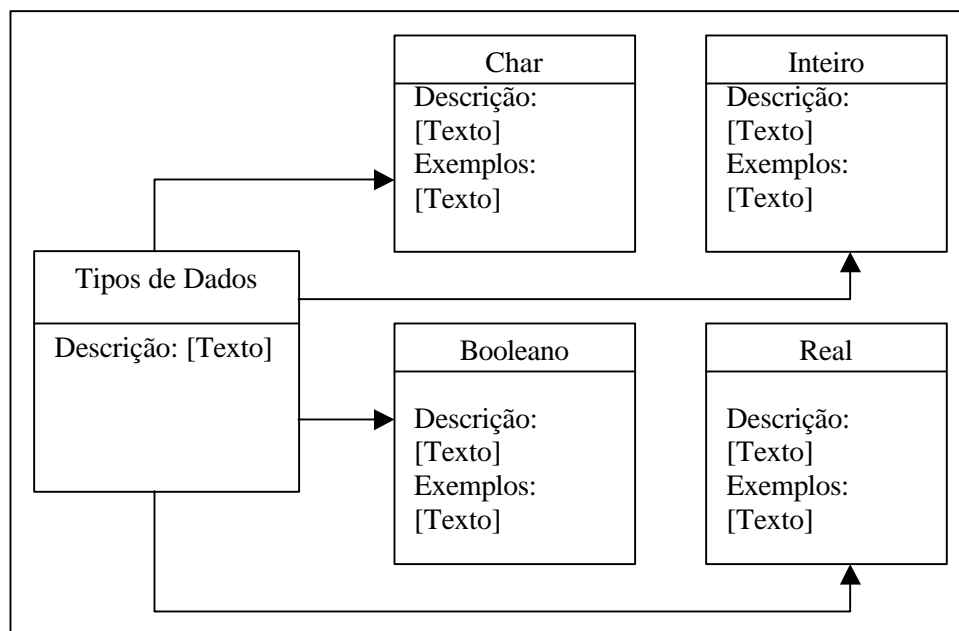 Char
Descrição:
[Texto]
Exemplos:
[Texto]
Inteiro
Descrição:
[Texto]
Exemplos:
[Texto]
Tipos de Dados
Descrição: [Texto]
Booleano
Descrição:
[Texto]
Exemplos:
[Texto]
Real
Descrição:
[Texto]
Exemplos:
[Texto]